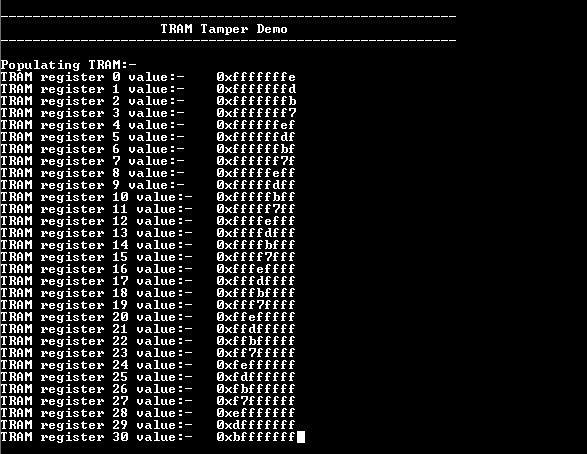 ------------------------------------------------------------
TRAM Tamper Demo
------------------------------------------------------------
Populating TRAM:-
TRAM register 0 value:- 0xfffffffe
TRAM register 1 value:- 0xfffffffd
TRAM register 2 value:- 0xfffffffb
TRAM register 3 value:- 0xfffffff7
TRAM register 4 value:- 0xffffffef
TRAM register 5 value:- 0xffffffdf
TRAM register 6 value:- 0xffffffbf
TRAM register 7 value:- 0xffffff7f
TRAM register 8 value:- 0xfffffeff
TRAM register 9 value:- 0xfffffdff
TRAM register 10 value:- 0xfffffbff
TRAM register 11 value:- 0xfffff7ff
TRAM register 12 value:- 0xffffefff
TRAM register 13 value:- 0xffffdfff
TRAM register 14 value:- 0xffffbfff
TRAM register 15 value:- 0xffff7fff
TRAM register 16 value:- 0xfffeffff
TRAM register 17 value:- 0xfffdffff
TRAM register 18 value:- 0xfffbffff
TRAM register 19 value:- 0xfff7ffff
TRAM register 20 value:- 0xffefffff
TRAM register 21 value:- 0xffdfffff
TRAM register 22 value:- 0xffbfffff
TRAM register 23 value:- 0xff7fffff
TRAM register 24 value:- 0xfeffffff
TRAM register 25 value:- 0xfdffffff
TRAM register 26 value:- 0xfbffffff
TRAM register 27 value:- 0xf7ffffff
TRAM register 28 value:- 0xefffffff
TRAM register 29 value:- 0xdfffffff
TRAM register 30 value:- 0xbfffffff